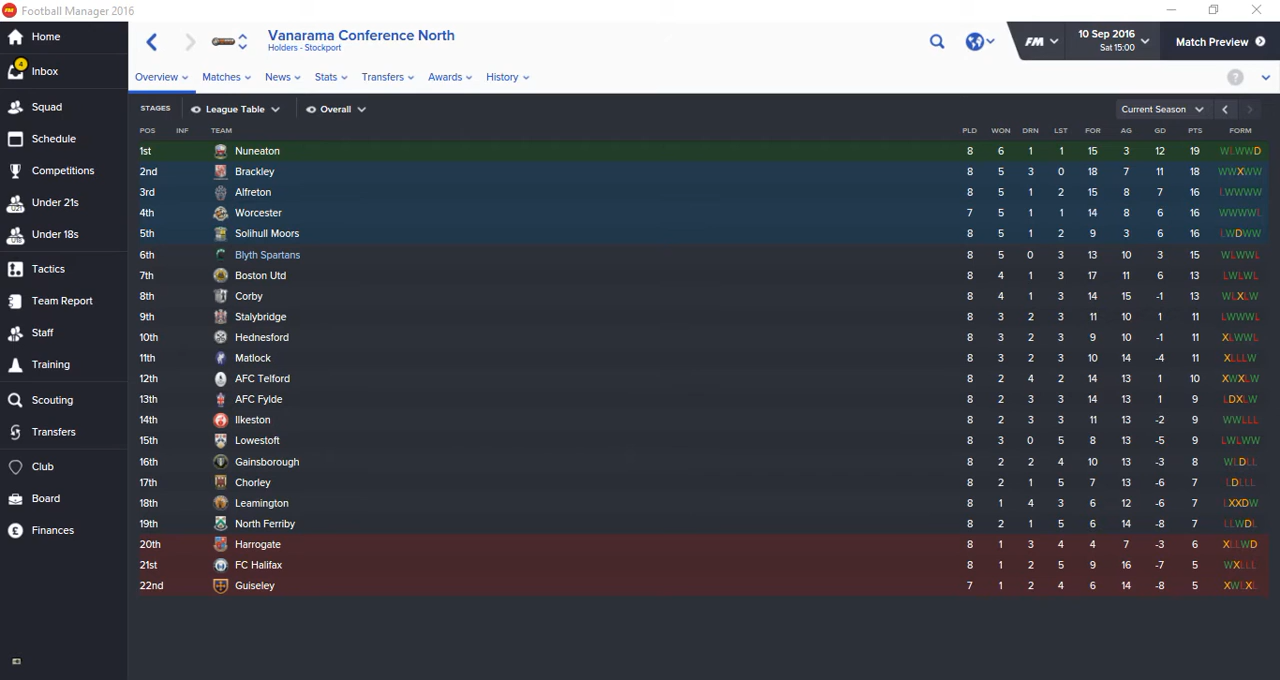 Football Manager 2016
Home
4
Inbox
Squad
Schedule
Competitions
Under 21s
Under 18s
Tactics
Team Report
Staff
Training
Scouting
Transfers
Club
Board
Finances
Vanarama Conference North
Holders - Stockport
FM
10 Sep 2016
Sat 15:00
Match Preview
Overview Matches News Stats Transfers Awards History
?
STAGES League Table Overall Current Season
POS INF TEAM PLD WON DRN LST FOR AG GD PTS FORM
1st Nuneaton 8 6 1 1 15 3 12 19 WLWWD
2nd Brackley 8 5 3 0 18 7 11 18 WWXWW
3rd Alfreton 8 5 1 2 15 8 7 16 LWWWW
4th Worcester 7 5 1 1 14 8 6 16 WWWWL
5th Solihull Moors 8 5 1 2 9 3 6 16 LWDWW
6th Blyth Spartans 8 5 0 3 13 10 3 15 WLWWL
7th Boston Utd 8 4 1 3 17 11 6 13 LWLWL
8th Corby 8 4 1 3 14 15 -1 13 WLXLW
9th Stalybridge 8 3 2 3 11 10 1 11 LWWWL
10th Hednesford 8 3 2 3 9 10 -1 11 XLWWL
11th Matlock 8 3 2 3 10 14 -4 11 XLLLW
12th AFC Telford 8 2 4 2 14 13 1 10 XWXLW
13th AFC Fylde 8 2 3 3 14 13 1 9 LDXLW
14th Ilkeston 8 2 3 3 11 13 -2 9 WWLLL
15th Lowestoft 8 3 0 5 8 13 -5 9 LWLWW
16th Gainsborough 8 2 2 4 10 13 -3 8 WLDLL
17th Chorley 8 2 1 5 7 13 -6 7 LDLLL
18th Leamington 8 1 4 3 6 12 -6 7 LXXDW
19th North Ferriby 8 2 1 5 6 14 -8 7 LLWDL
20th Harrogate 8 1 3 4 4 7 -3 6 XLLWD
21st FC Halifax 8 1 2 5 9 16 -7 5 WXLLL
22nd Guiseley 7 1 2 4 6 14 -8 5 XWLXL